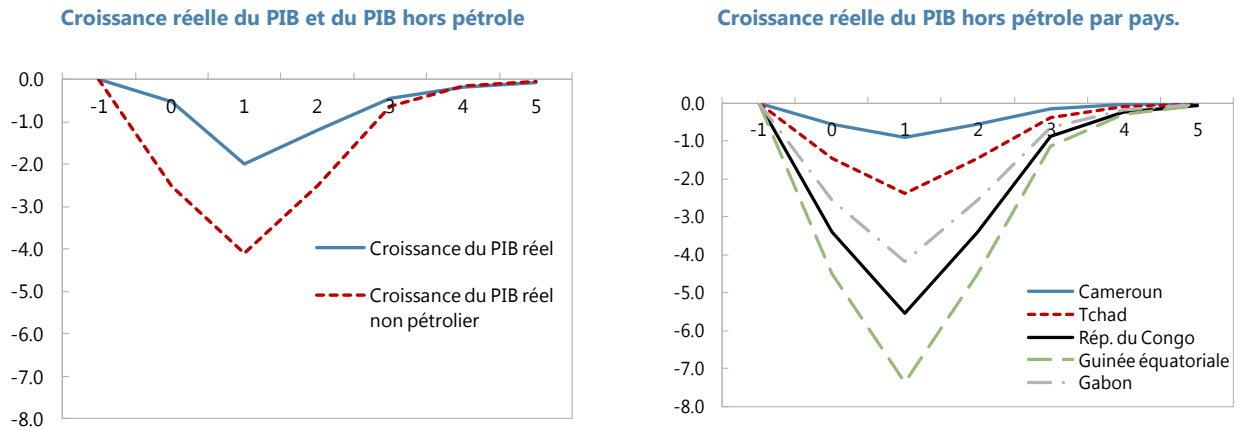 Croissance réelle du PIB et du PIB hors pétrole
0.0
-1.0
-2.0
-3.0
-4.0
-5.0
-6.0
-7.0
-8.0
-1 0 1 2 3 4 5
Croissance du PIB réel
Croissance du PIB réel
non pétrolier
Croissance réelle du PIB hors pétrole par pays.
0.0
-1.0
-2.0
-3.0
-4.0
-5.0
-6.0
-7.0
-8.0
-1 0 1 2 3 4 5
Cameroun
Tchad
Rép. du Congo
Guinée équatoriale
Gabon